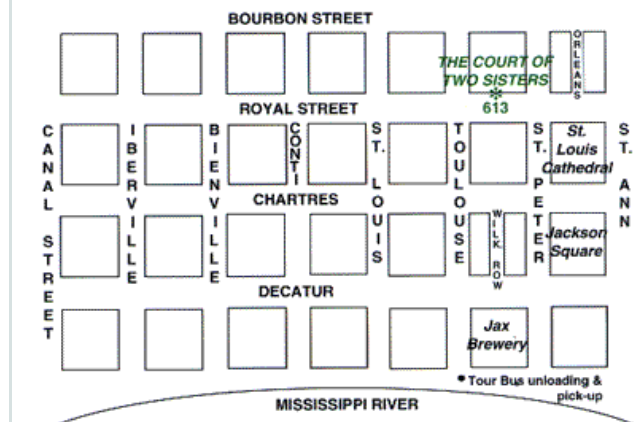 BOURBON STREET
ORLEANS
THE COURT OF
TWO SISTERS
*
613
ROYAL STREET
CANAL STREET
IBERVILLE
BIENVILLE
CONTI
ST. LOUIS
TOULOUSE
ST. PETER
ST. ANN
St.
Louis
Cathedral
CHARTRES
WILK ROW
Jackson
Square
DECATUR
Jax
Brewery
* Tour Bus unloading &
pick-up
MISSISSIPPI RIVER